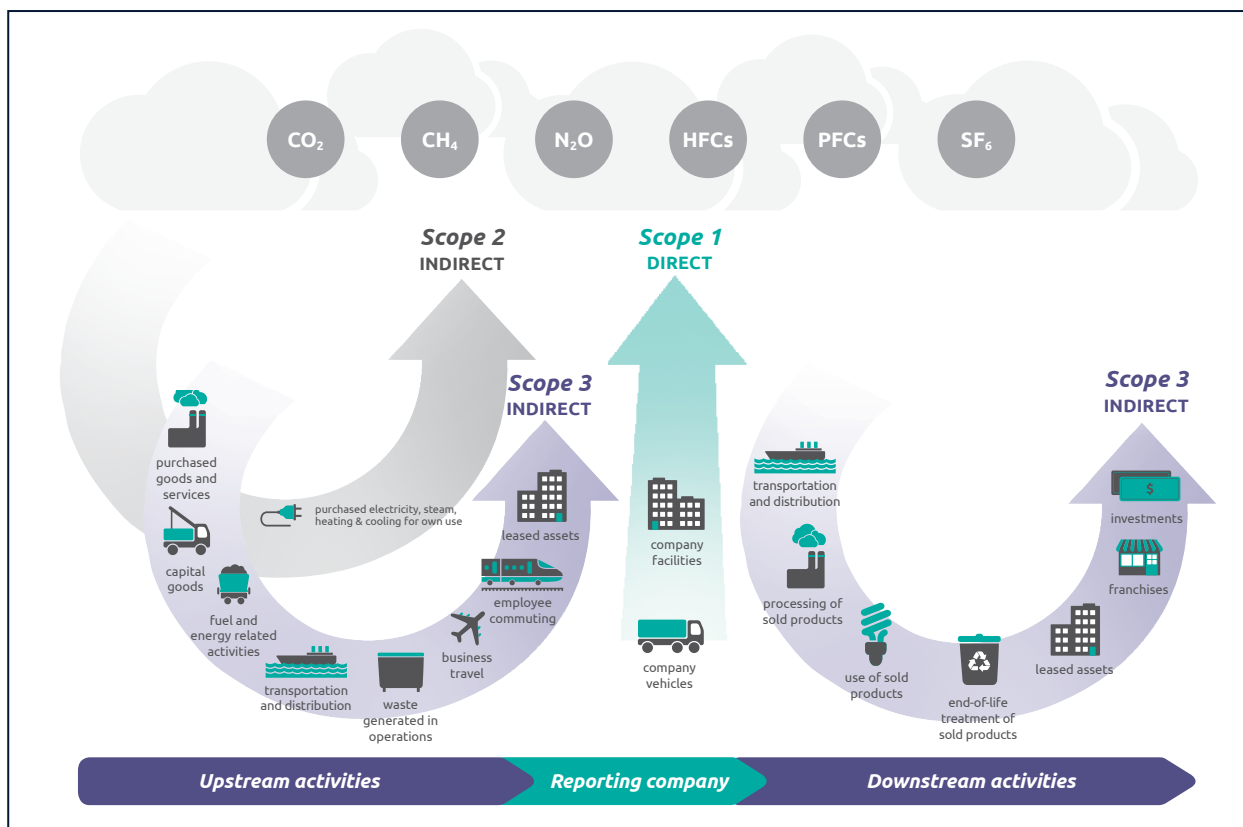 CO₂
CH₄
N₂O
HFCs
PFCs
SF₆
Scope 2
INDIRECT
Scope 1
DIRECT
Scope 3
INDIRECT
Scope 3
INDIRECT
purchased
goods and
services
capital
goods
fuel and
energy related
activities
purchased electricity, steam,
heating & cooling for own use
transportation
and distribution
waste
generated in
operations
business
travel
employee
commuting
leased assets
company
facilities
company
vehicles
transportation
and distribution
processing of
sold products
use of sold
products
end-of-life
treatment of
sold products
leased assets
franchises
$
investments
Upstream activities
Reporting company
Downstream activities